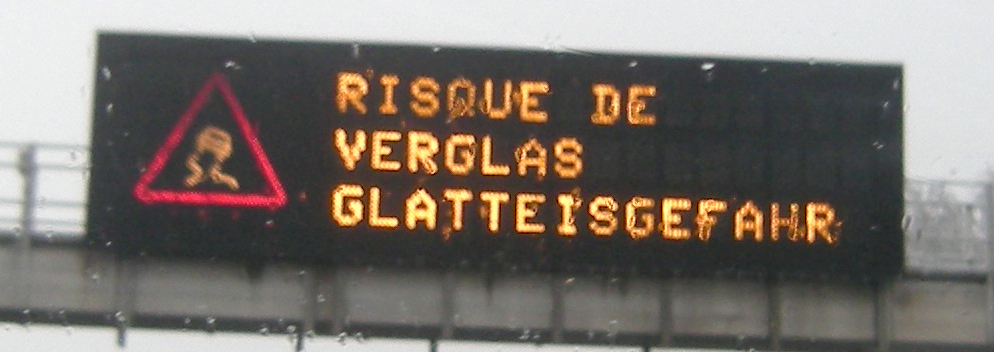 RISQUE DE
VERGLAS
GLATTEISGEFAHR